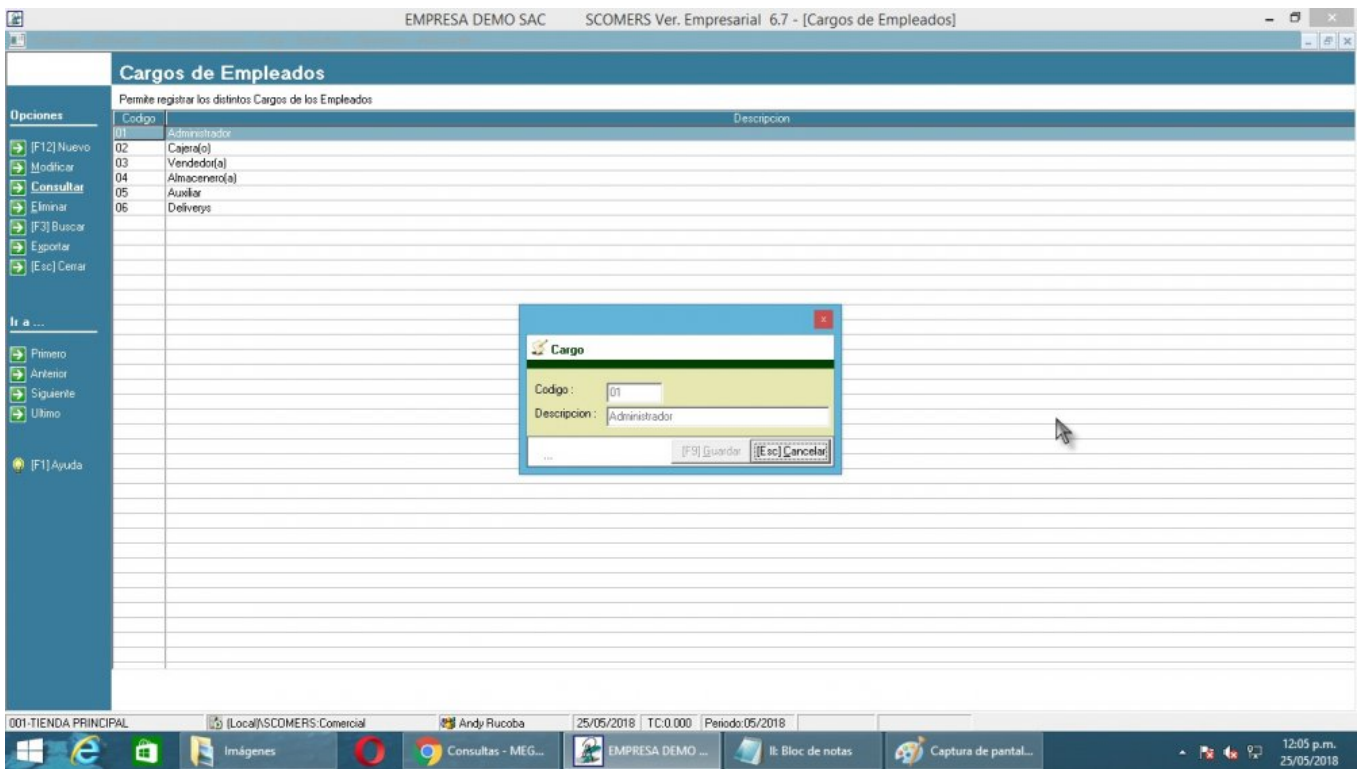 EMPRESA DEMO SAC SCOMERS Ver. Empresarial 6.7 - [Cargos de Empleados]
Cargos de Empleados
Permite registrar los distintos Cargos de los Empleados
Opciones
[F12] Nuevo
Modificar
Consultar
Eliminar
[F3] Buscar
Exportar
[Esc] Cerrar
Ir a ...
Primero
Anterior
Siguiente
Ultimo
[F1] Ayuda
Codigo Descripcion
01 Administrador
02 Cajera(o)
03 Vendedor(a)
04 Almacenero(a)
05 Auxiliar
06 Deliverys
Cargo
Codigo : 01
Descripcion : Administrador
... [F9] Guardar [Esc] Cancelar
001-TIENDA PRINCIPAL (Local)\SCOMERS:Comercial Andy Rucoba 25/05/2018 TC:0.000 Periodo:05/2018
Imágenes Consultas - MEG... EMPRESA DEMO ... II: Bloc de notas Captura de pantal... 12:05 p.m.
25/05/2018